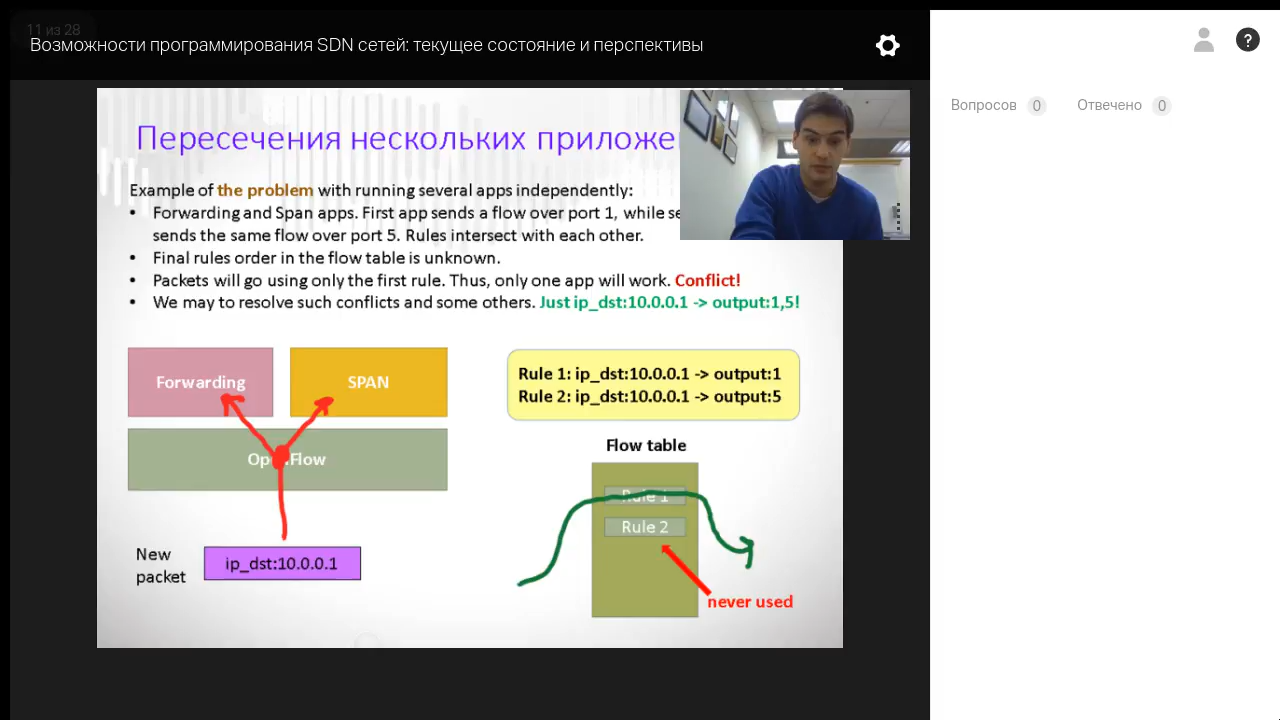 11 из 28
Возможности программирования SDN сетей: текущее состояние и перспективы
Вопросов 0 Отвечено 0
Пересечения нескольких
Example of the problem with running several apps independently:
• Forwarding and Span apps. First app sends a flow over port 1, while
sends the same flow over port 5. Rules intersect with each other.
• Final rules order in the flow table is unknown.
• Packets will go using only the first rule. Thus, only one app will work. Conflict!
• We may to resolve such conflicts and some others. Just ip_dst:10.0.0.1 -> output:1,5!
Forwarding
SPAN
OpenFlow
New
packet
ip_dst:10.0.0.1
Rule 1: ip_dst:10.0.0.1 -> output:1
Rule 2: ip_dst:10.0.0.1 -> output:5
Flow table
Rule 1
Rule 2
never used